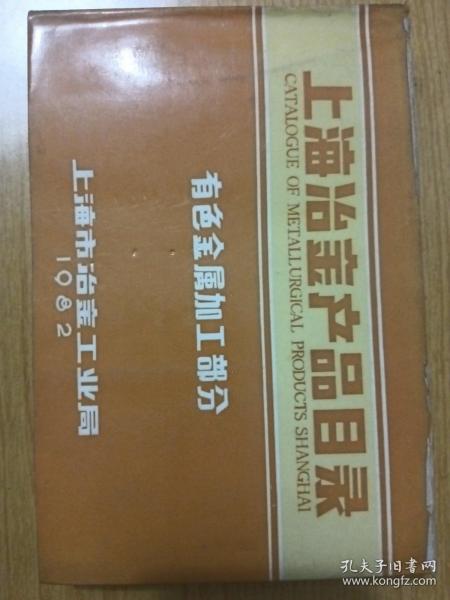 上海冶金产品目录
CATALOGUE OF METALLURGICAL PRODUCTS SHANGHAI
有色金属加工部分
上海市冶金工业局
1982
孔夫子旧书网
www.kongfz.com